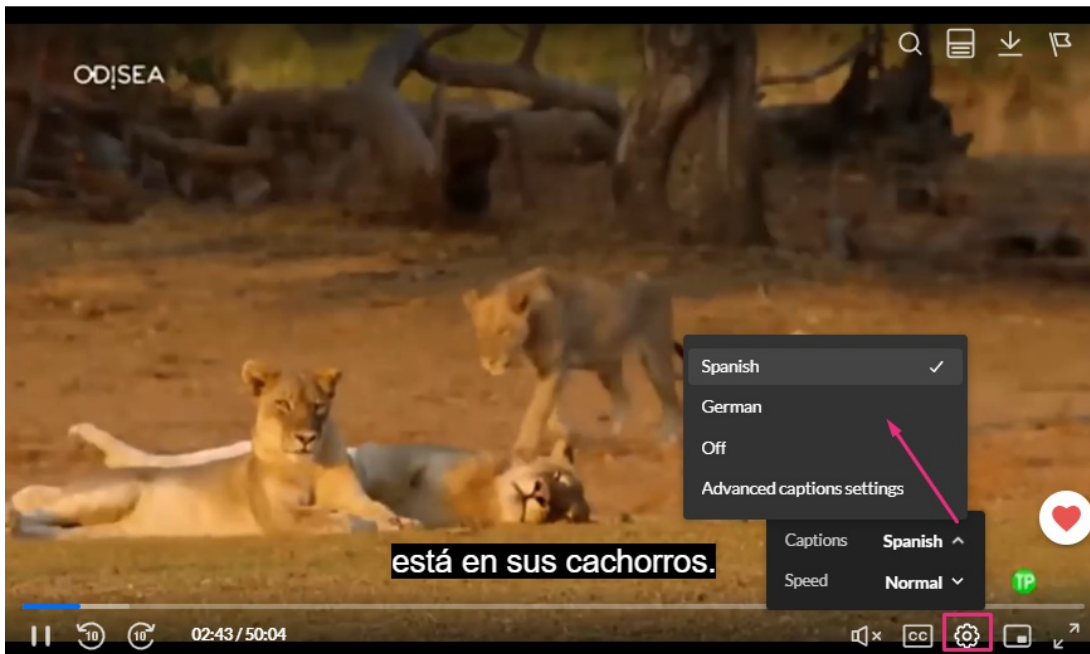 ODISEA
Spanish
German
Off
Advanced captions settings
Captions Spanish
Speed Normal
TP
está en sus cachorros.
10 10 02:43 / 50:04 CC